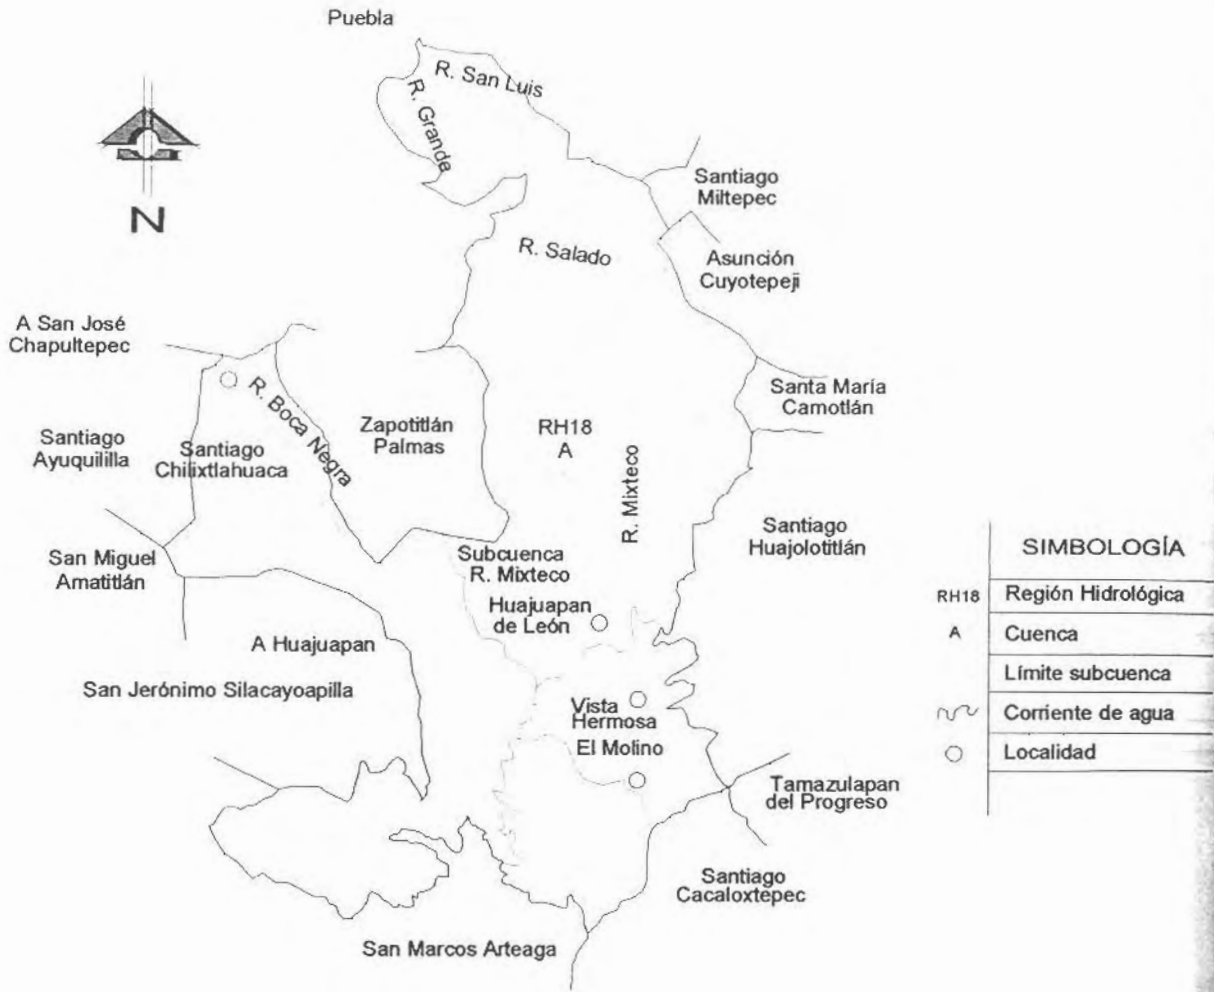 Puebla
R. San Luis
R. Grande
N
Santiago
Miltepec
R. Salado
Asunción
Cuyotepeji
A San José
Chapultepec
R. Boca Negra
Santa María
Camotlán
Santiago
Ayuquililla
Santiago
Chilixtlahuaca
Zapotitlán
Palmas
RH18
A
R. Mixteco
Santiago
Huajolotitlán
San Miguel
Amatitlán
Subcuenca
R. Mixteco
Huajuapan
de León
A Huajuapan
San Jerónimo Silacayoapilla
Vista
Hermosa
El Molino
Tamazulapan
del Progreso
Santiago
Cacaloxtepec
San Marcos Arteaga
SIMBOLOGÍA
RH18 Región Hidrológica
A Cuenca
Límite subcuenca
Corriente de agua
Localidad